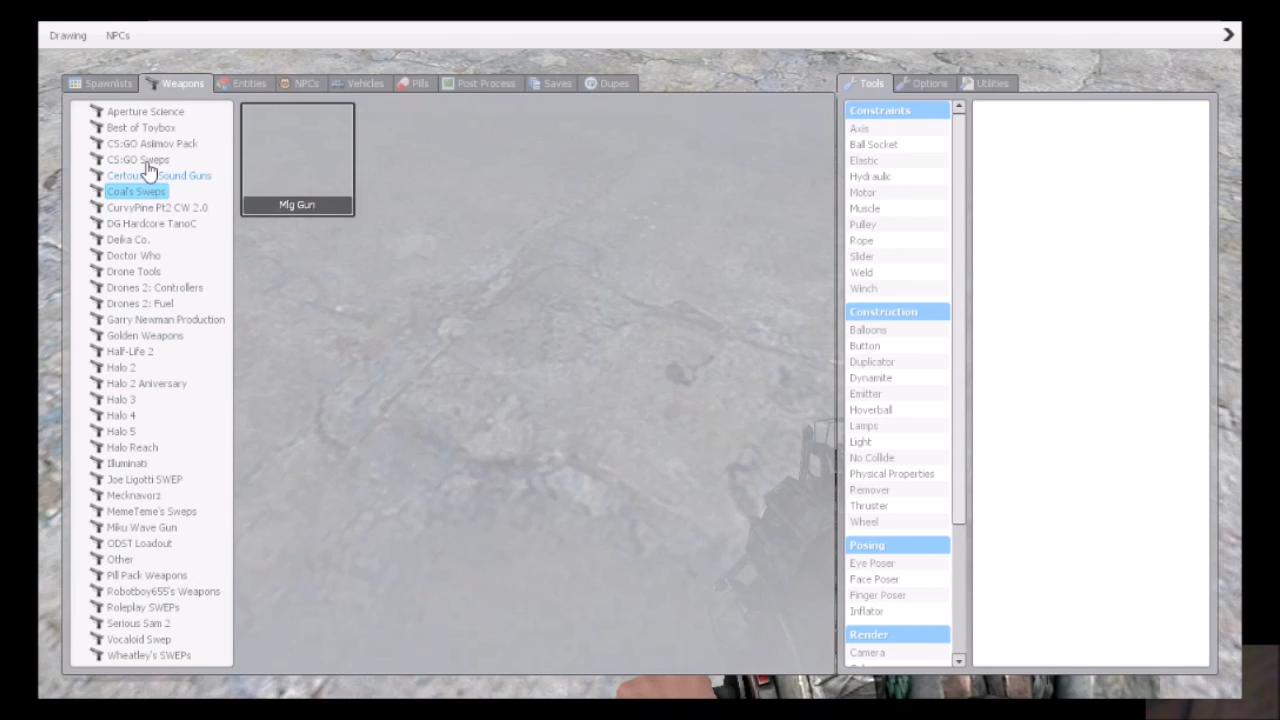 Drawing NPCs
Spawnlists Weapons Entities NPCs Vehicles Pills Post Process Saves Dupes
Tools Options Utilities
Aperture Science
Best of Toybox
CS:GO Asiimov Pack
CS:GO Sweps
Sound Guns
Coal's Sweps
CurvyPine Pt2 CW 2.0
DG Hardcore TanoC
Deika Co.
Doctor Who
Drone Tools
Drones 2: Controllers
Drones 2: Fuel
Garry Newman Production
Golden Weapons
Half-Life 2
Halo 2
Halo 2 Aniversary
Halo 3
Halo 4
Halo 5
Halo Reach
Illuminati
Joe Ligotti SWEP
Mecknavorz
MemeTeme's Sweps
Miku Wave Gun
ODST Loadout
Other
Pill Pack Weapons
Robotboy655's Weapons
Roleplay SWEPs
Serious Sam 2
Vocaloid Swep
Wheatley's SWEPs
Mlg Gun
Constraints
Axis
Ball Socket
Elastic
Hydraulic
Motor
Muscle
Pulley
Rope
Slider
Weld
Winch
Construction
Balloons
Button
Duplicator
Dynamite
Emitter
Hoverball
Lamps
Light
No Collide
Physical Properties
Remover
Thruster
Wheel
Posing
Eye Poser
Face Poser
Finger Poser
Inflator
Render
Camera